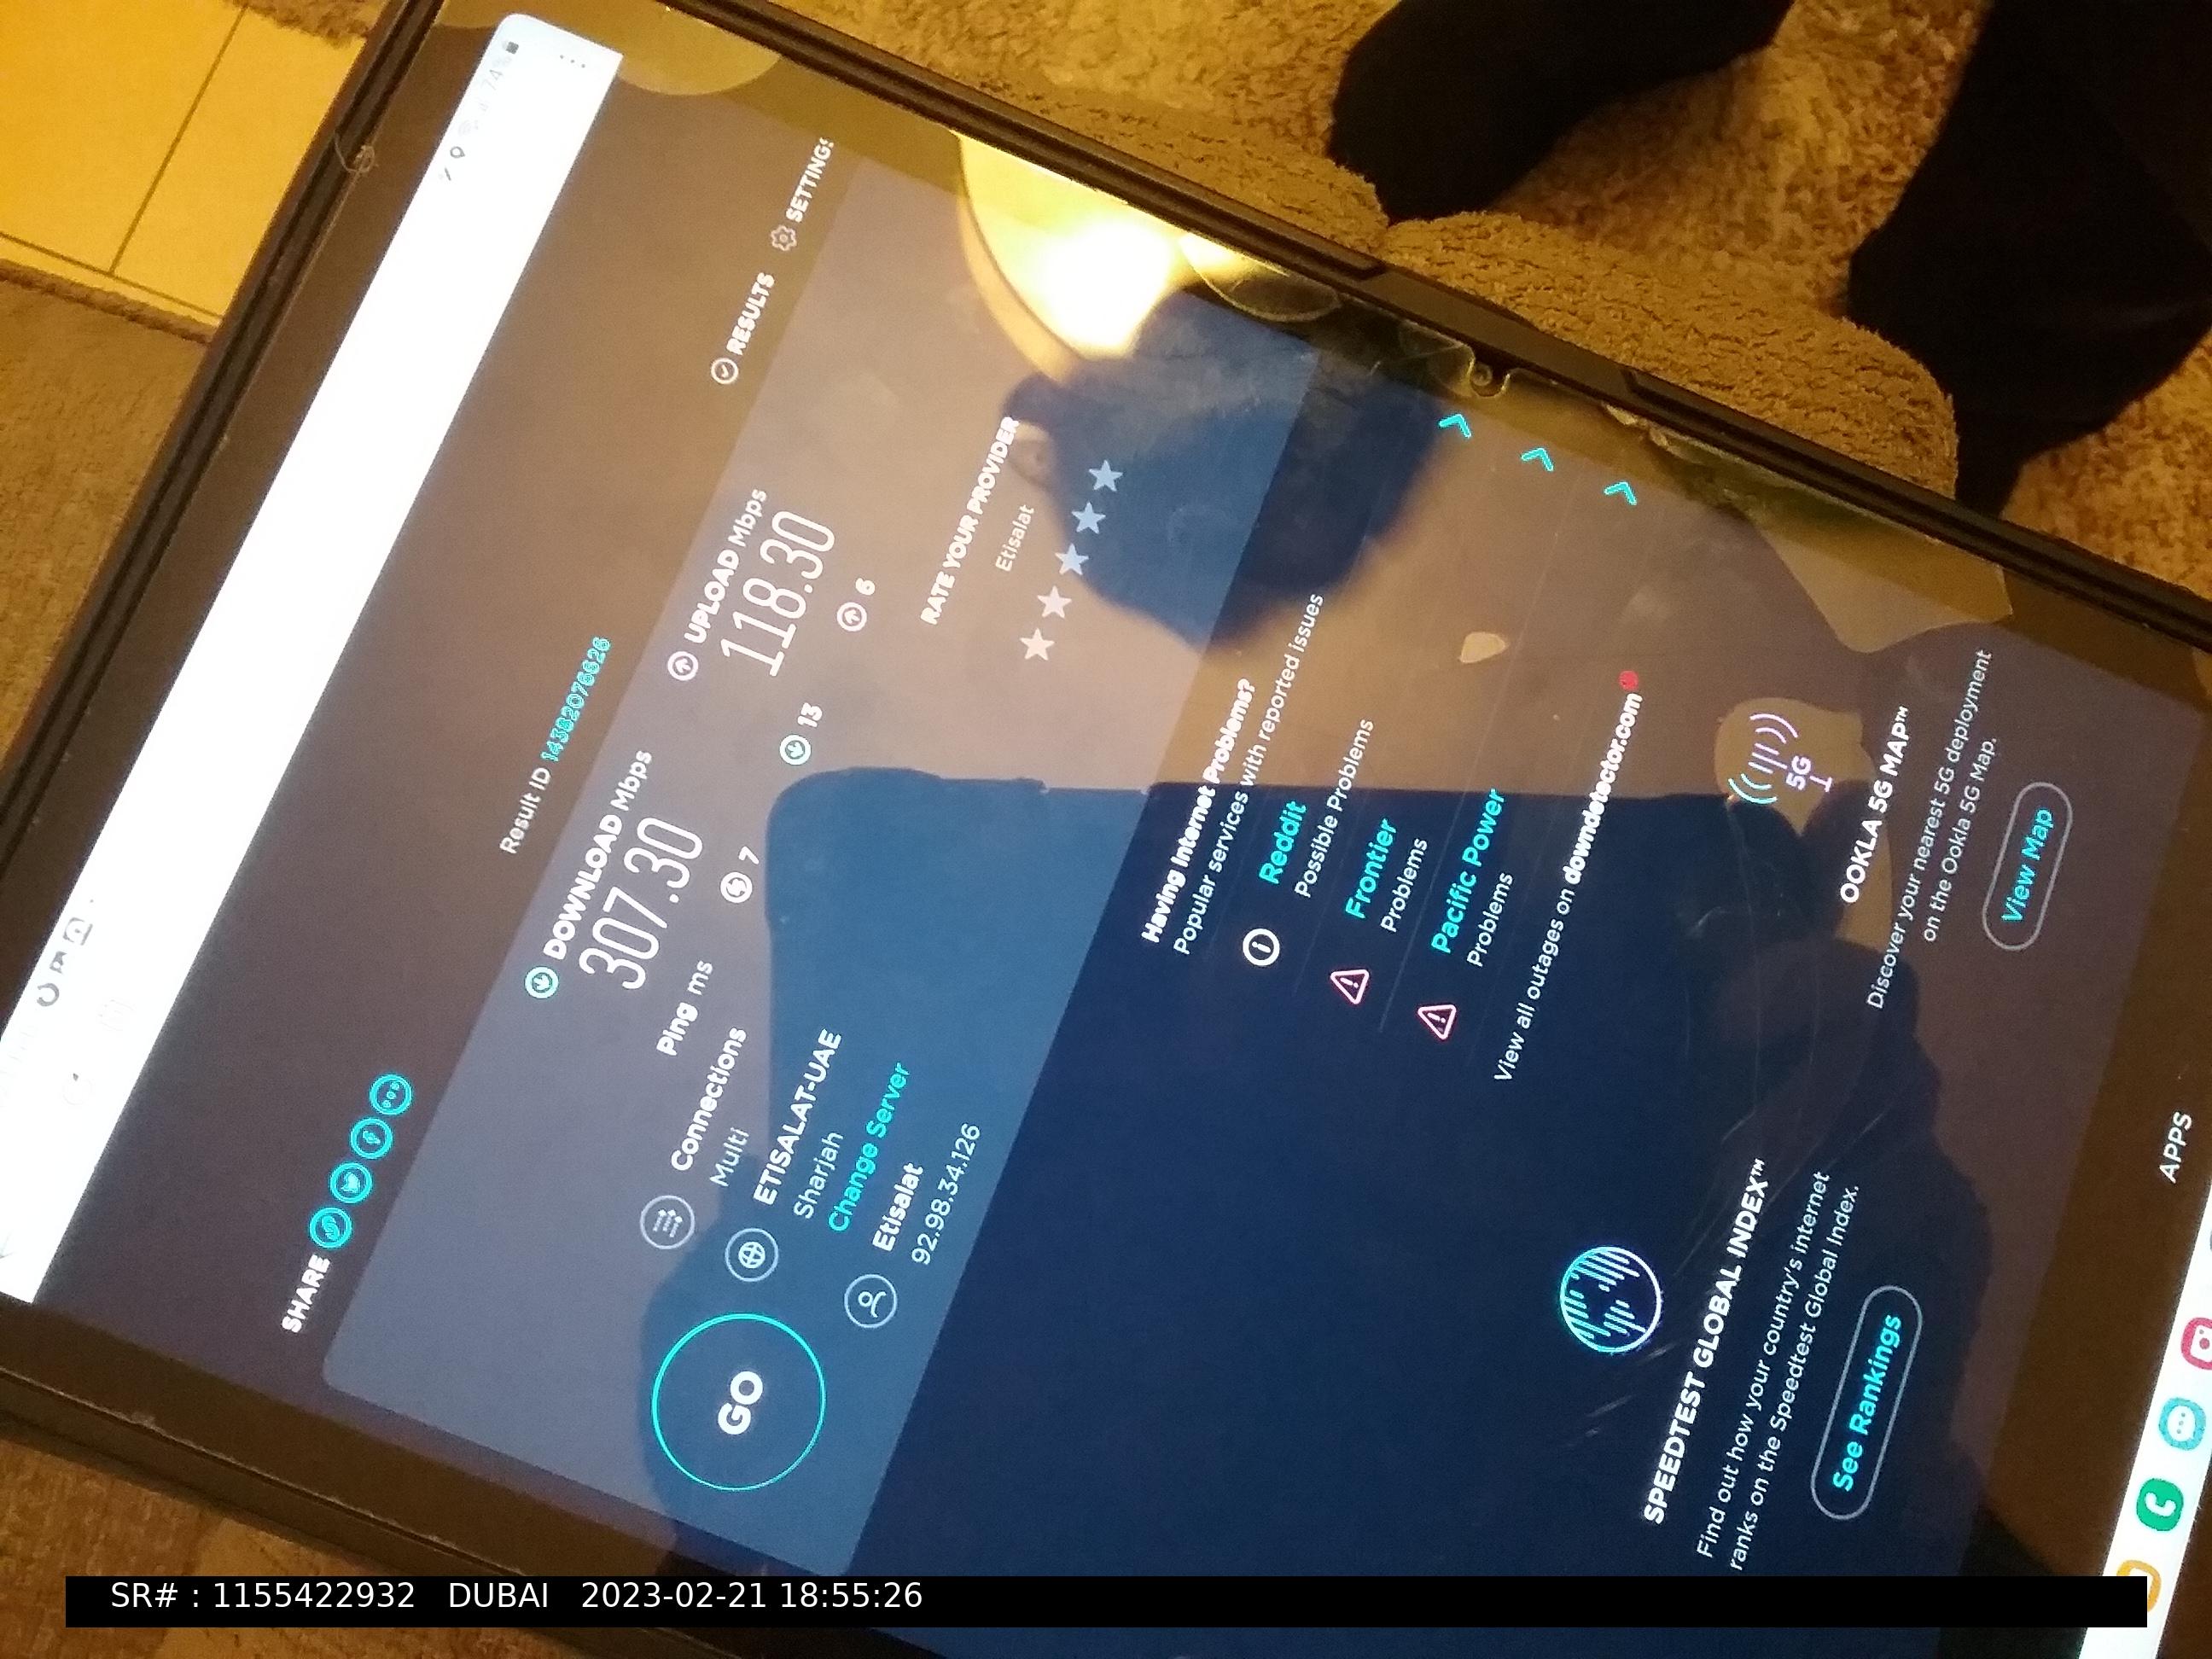 74%
SHARE
Result ID 14382076626
RESULTS
SETTINGS
DOWNLOAD Mbps
307.30
UPLOAD Mbps
118.30
Ping ms
7
13
6
GO
Connections
Multi
ETISALAT-UAE
Sharjah
Change Server
Etisalat
92.98.34.126
RATE YOUR PROVIDER
Etisalat
Having Internet Problems?
Popular services with reported issues
Reddit
Possible Problems
Frontier
Problems
Pacific Power
Problems
View all outages on downdetector.com
SPEEDTEST GLOBAL INDEX™
Find out how your country's internet
ranks on the Speedtest Global Index.
See Rankings
5G
OOKLA 5G MAP™
Discover your nearest 5G deployment
on the Ookla 5G Map.
View Map
APPS
SR# : 1155422932 DUBAI 2023-02-21 18:55:26